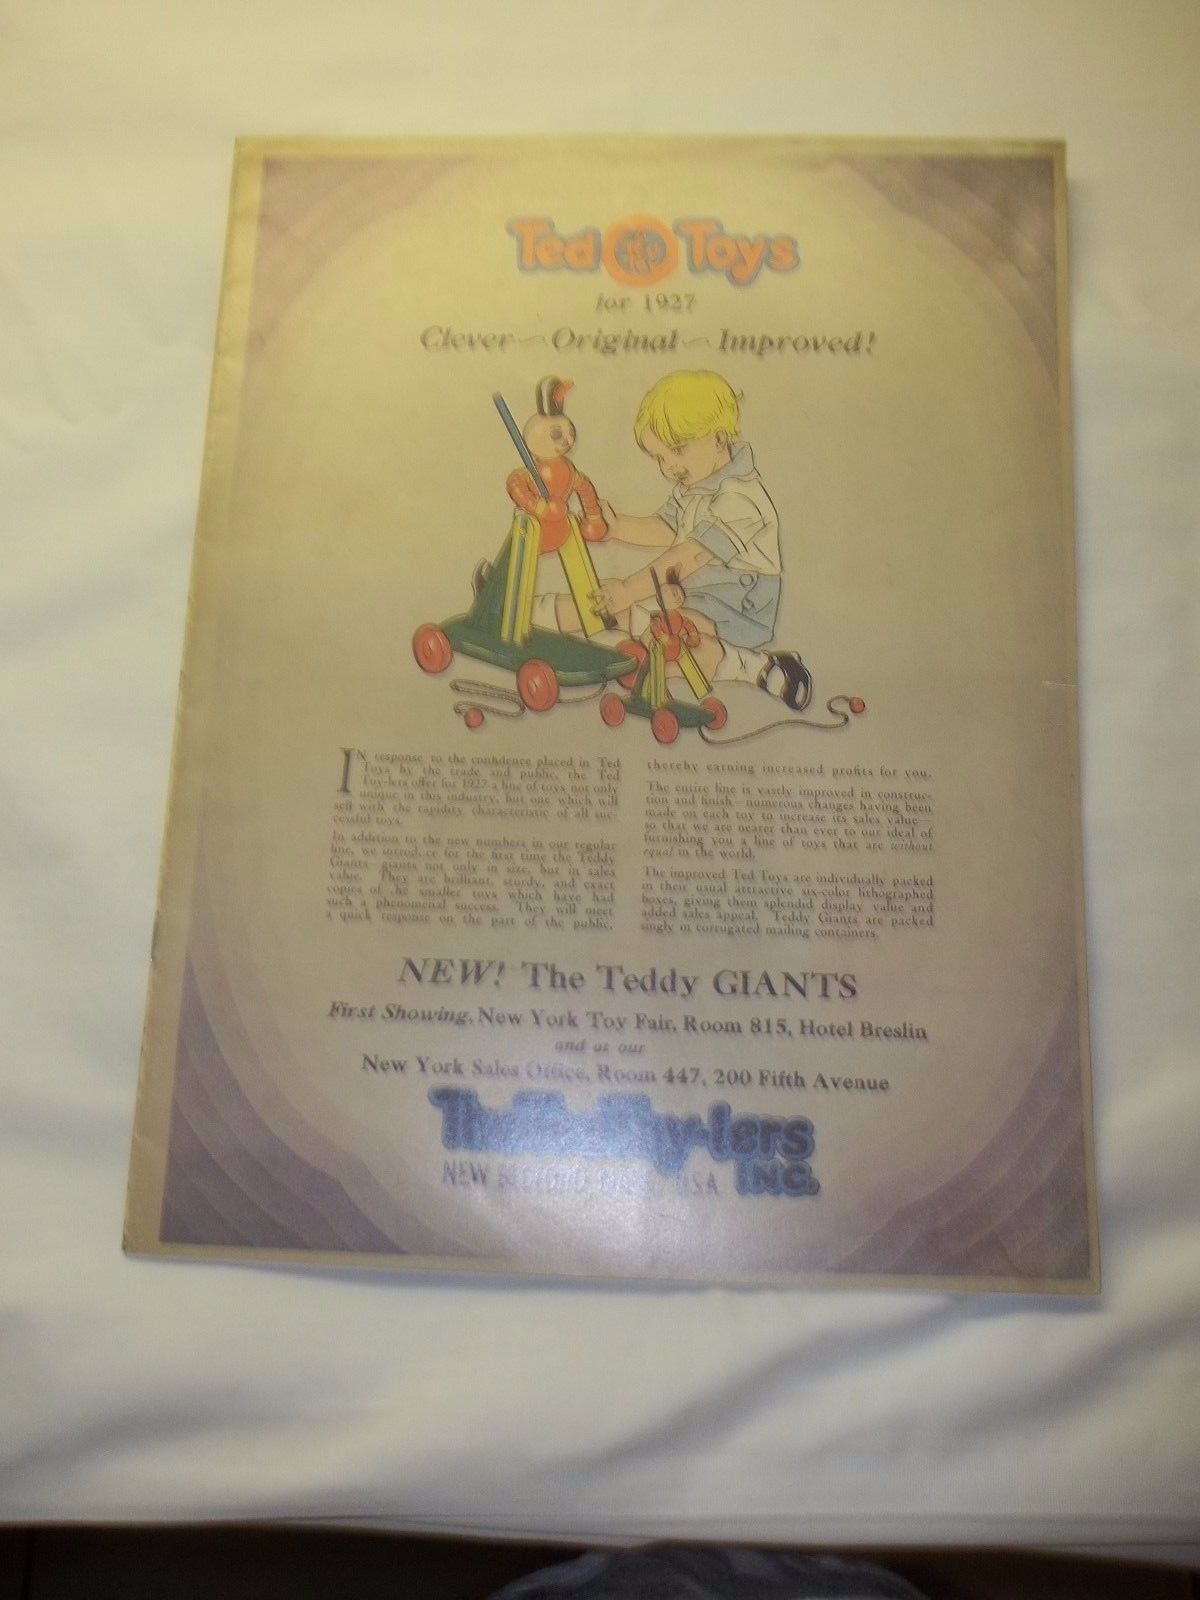 Ted Toys
for 1927
Clever~Original~Improved!
IN response to the confidence placed in Ted
Toys by the trade and public, the Ted
Toy-lers offer for 1927 a line of toys not only
unique in this industry, but one which will
sell with the rapidity characteristic of all suc-
cessful toys.
In addition to the new numbers in our regular
line, we introduce for the first time the Teddy
Giants—giants not only in size, but in sales
value. They are brilliant, sturdy, and exact
copies of the smaller toys which have had
such a phenomenal success. They will meet
a quick response on the part of the public,
thereby earning increased profits for you.
The entire line is vastly improved in construc-
tion and finish—numerous changes having been
made on each toy to increase its sales value—
so that we are nearer than ever to our ideal of
furnishing you a line of toys that are without
equal in the world.
The improved Ted Toys are individually packed
in their usual attractive six-color lithographed
boxes, giving them splendid display value and
added sales appeal. Teddy Giants are packed
singly in corrugated mailing containers.
NEW! The Teddy GIANTS
First Showing, New York Toy Fair, Room 815, Hotel Breslin
and at our
New York Sales Office, Room 447, 200 Fifth Avenue
The Ted Toy-lers
INC.
NEW BEDFORD MASS. USA